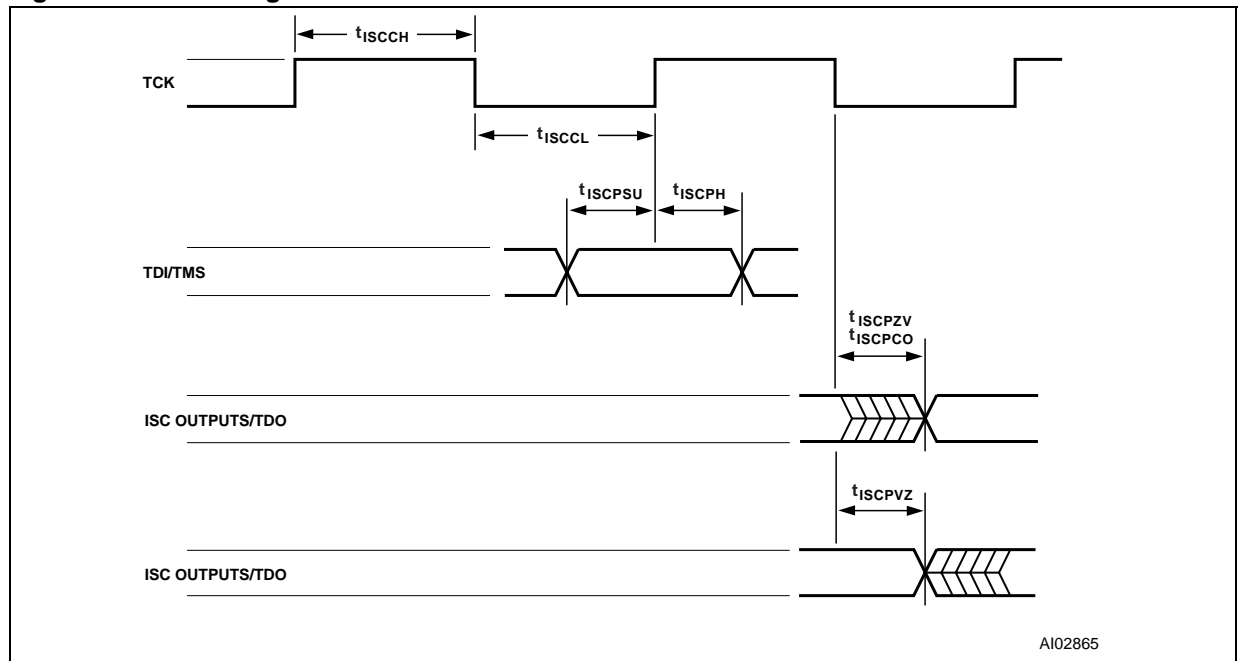 tISCCH
TCK
tISCCL
tISCPSU
tISCPH
TDI/TMS
tISCPZV
tISCPCO
ISC OUTPUTS/TDO
tISCPVZ
ISC OUTPUTS/TDO
AI02865